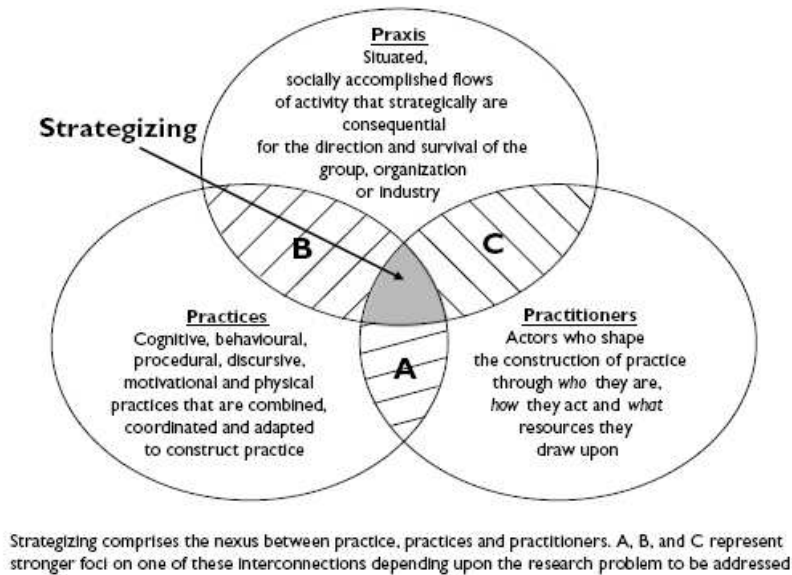 Praxis
Situated,
socially accomplished flows
of activity that strategically are
consequential
for the direction and survival of the
group, organization
or industry
Strategizing
B
C
Practices
Cognitive, behavioural,
procedural, discursive,
motivational and physical
practices that are combined,
coordinated and adapted
to construct practice
Practitioners
Actors who shape
the construction of practice
through who they are,
how they act and what
resources they
draw upon
A
Strategizing comprises the nexus between practice, practices and practitioners. A, B, and C represent
stronger foci on one of these interconnections depending upon the research problem to be addressed